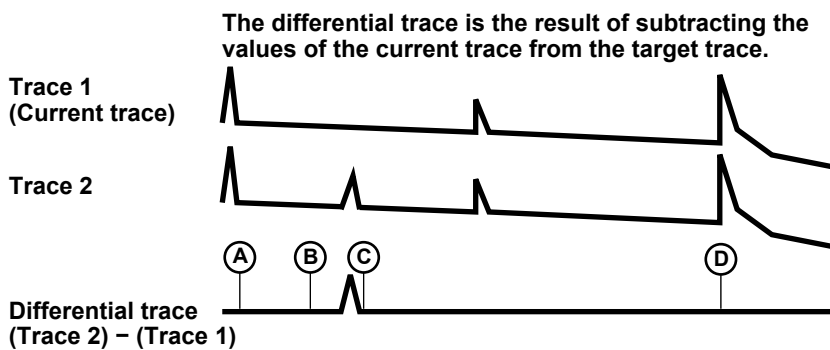 The differential trace is the result of subtracting the
values of the current trace from the target trace.
Trace 1
(Current trace)
Trace 2
A B C D
Differential trace
(Trace 2) − (Trace 1)